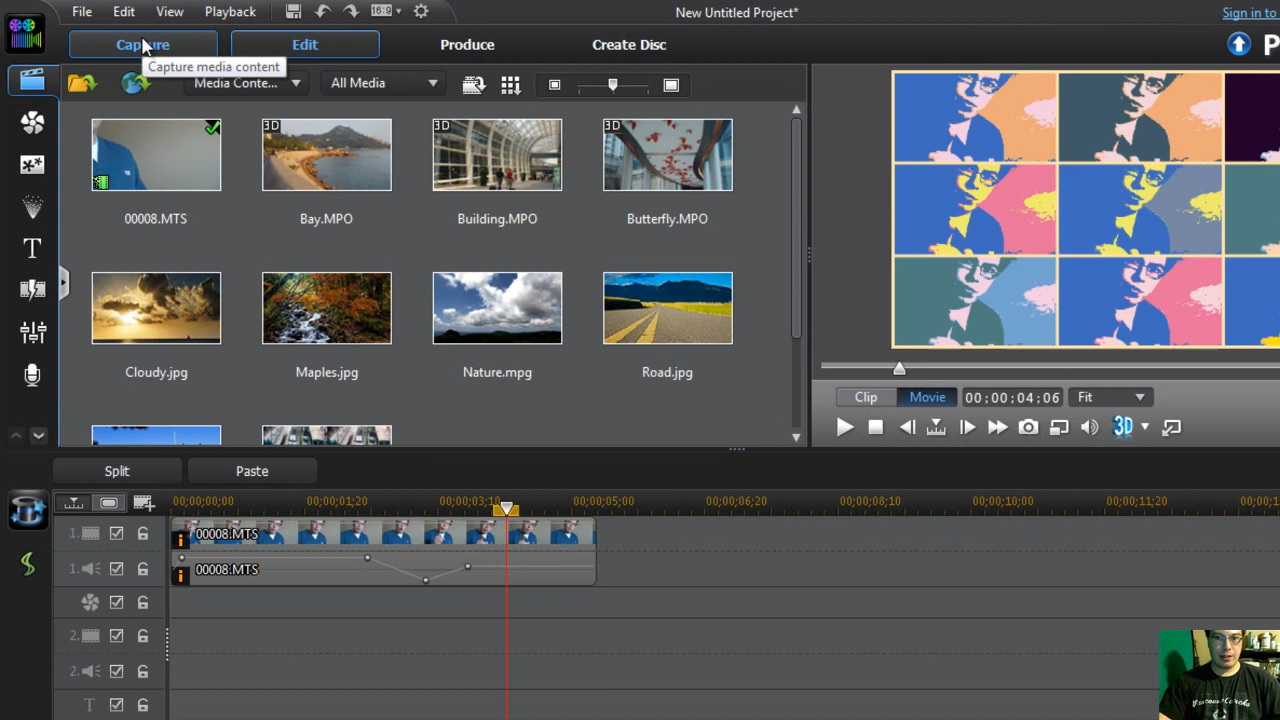 File Edit View Playback 16:9 New Untitled Project* Sign in to
Capture Edit Produce Create Disc P
Capture media content
Media Conte... All Media
3D 3D 3D
00008.MTS Bay.MPO Building.MPO Butterfly.MPO
Cloudy.jpg Maples.jpg Nature.mpg Road.jpg
Clip Movie 00;00;04;06 Fit
3D
Split Paste
00;00;00;00 00;00;01;20 00;00;03;10 00;00;05;00 00;00;06;20 00;00;08;10 00;00;10;00 00;00;11;20
1. 00008.MTS
1. 00008.MTS
2.
2.
T